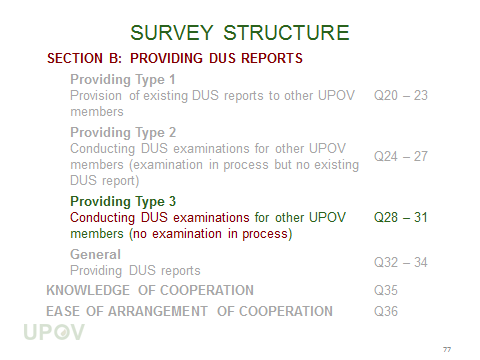 SURVEY STRUCTURE
SECTION B: PROVIDING DUS REPORTS
Providing Type 1
Provision of existing DUS reports to other UPOV Q20 – 23
members
Providing Type 2
Conducting DUS examinations for other UPOV
members (examination in process but no existing Q24 – 27
DUS report)
Providing Type 3
Conducting DUS examinations for other UPOV Q28 – 31
members (no examination in process)
General
Providing DUS reports Q32 – 34
KNOWLEDGE OF COOPERATION Q35
EASE OF ARRANGEMENT OF COOPERATION Q36
UPOV
77